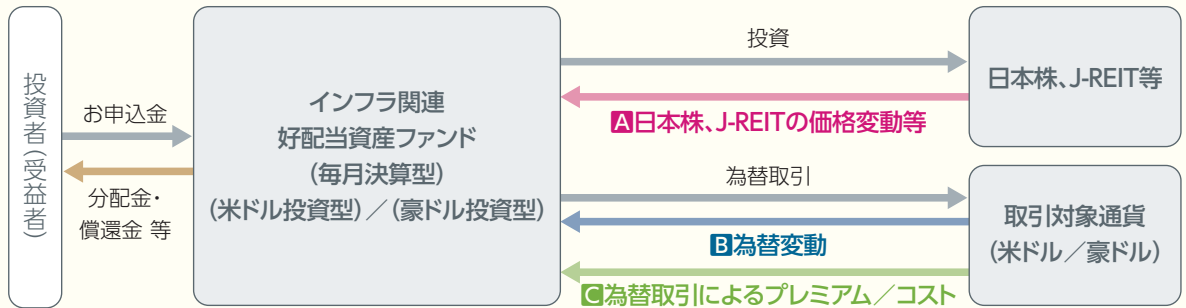 投資者（受益者）
お申込金
分配金・
償還金 等
インフラ関連
好配当資産ファンド
（毎月決算型）
（米ドル投資型）／（豪ドル投資型）
投資
A日本株、J-REITの価格変動等
為替取引
B為替変動
C為替取引によるプレミアム／コスト
日本株、J-REIT等
取引対象通貨
（米ドル／豪ドル）